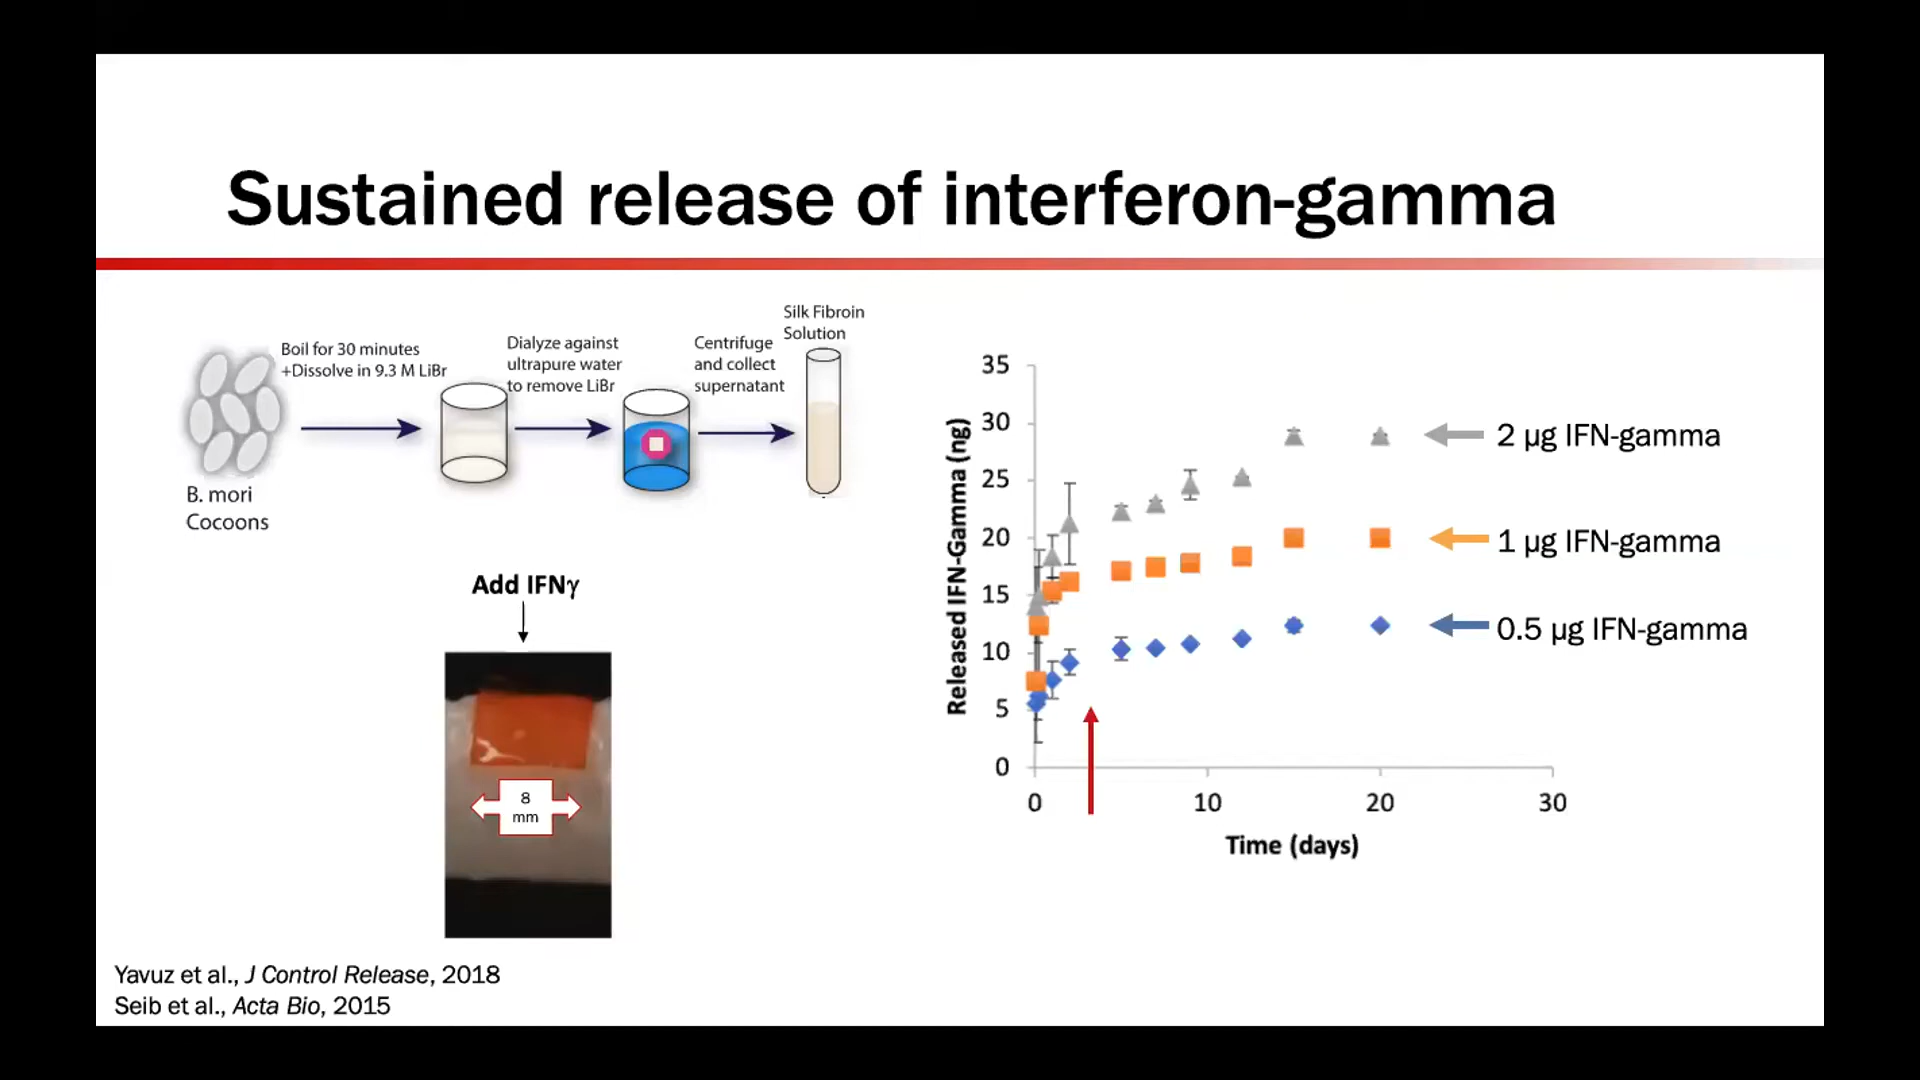 Sustained release of interferon-gamma
Silk Fibroin
Solution
Boil for 30 minutes
+Dissolve in 9.3 M LiBr
Dialyze against
ultrapure water
to remove LiBr
Centrifuge
and collect
supernatant
B. mori
Cocoons
Add IFNγ
8
mm
Released IFN-Gamma (ng)
35
30
25
20
15
10
5
0
0
10
20
30
Time (days)
2 µg IFN-gamma
1 µg IFN-gamma
0.5 µg IFN-gamma
Yavuz et al., J Control Release, 2018
Seib et al., Acta Bio, 2015